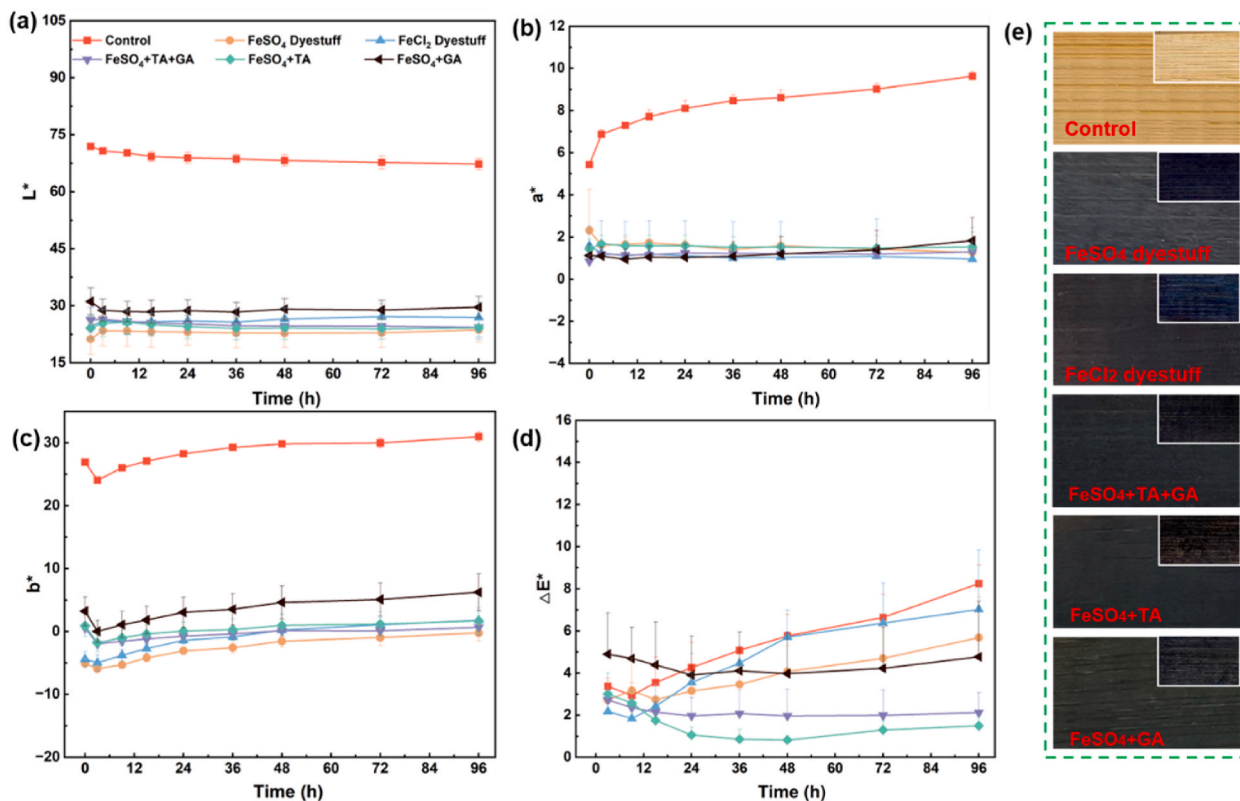 (a)
105
90
75
60
45
30
15
L*
Control
FeSO₄ Dyestuff
FeCl₂ Dyestuff
FeSO₄+TA+GA
FeSO₄+TA
FeSO₄+GA
0 12 24 36 48 60 72 84 96
Time (h)
(b)
12
10
8
6
4
2
0
−2
−4
a*
0 12 24 36 48 60 72 84 96
Time (h)
(c)
30
20
10
0
−10
−20
b*
0 12 24 36 48 60 72 84 96
Time (h)
(d)
16
14
12
10
8
6
4
2
0
△E*
0 12 24 36 48 60 72 84 96
Time (h)
(e)
Control
FeSO₄ dyestuff
FeCl₂ dyestuff
FeSO₄+TA+GA
FeSO₄+TA
FeSO₄+GA